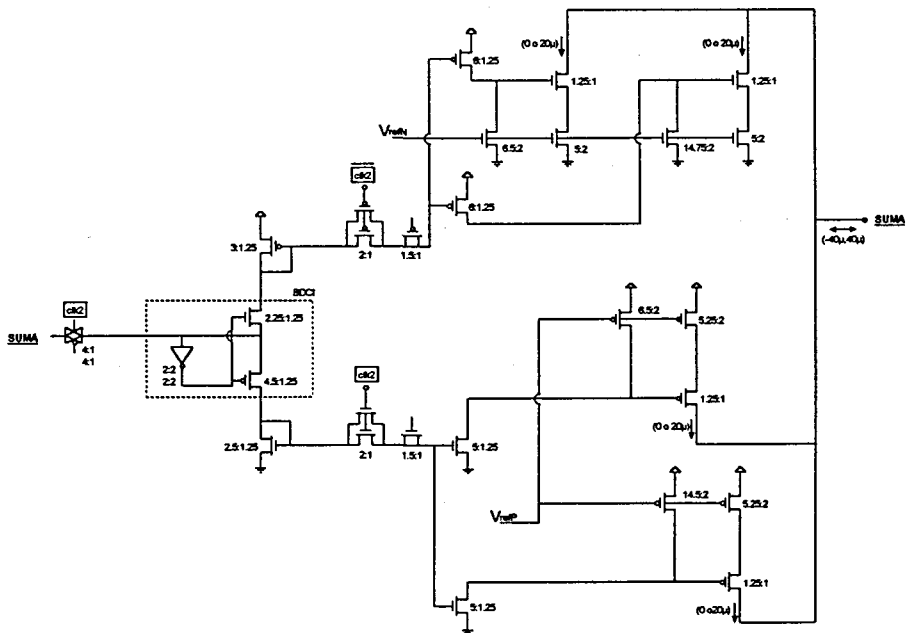 (0 o 20μ)
(0 o 20μ)
6:1.25
1.25:1
1.25:1
VrefN
6.5:2
5:2
14.75:2
5:2
clk2
6:1.25
SUMA
(-40μ,40μ)
3:1.25
2:1
1.5:1
BDC1
clk2
2.25:1.25
6.5:2
5.25:2
SUMA
4:1
4:1
2:2
2:2
4.5:1.25
clk2
1.25:1
(0 o 20μ)
2.5:1.25
2:1
1.5:1
5:1.25
14.5:2
5.25:2
VrefP
1.25:1
5:1.25
(0 o 20μ)